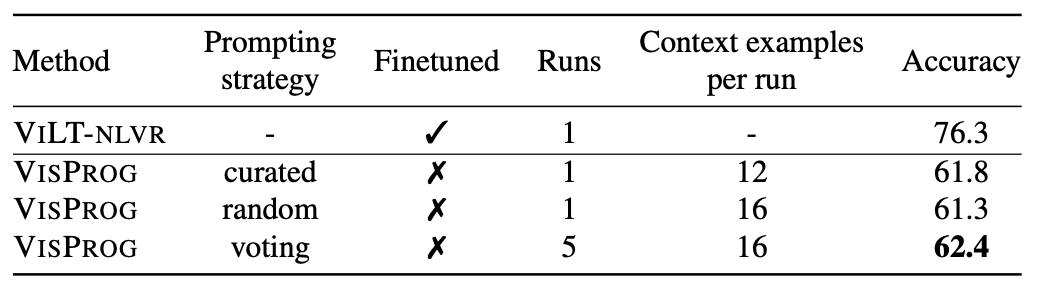 Method Prompting strategy Finetuned Runs Context examples per run Accuracy
VILT-NLVR - ✓ 1 - 76.3
VISPROG curated ✗ 1 12 61.8
VISPROG random ✗ 1 16 61.3
VISPROG voting ✗ 5 16 62.4